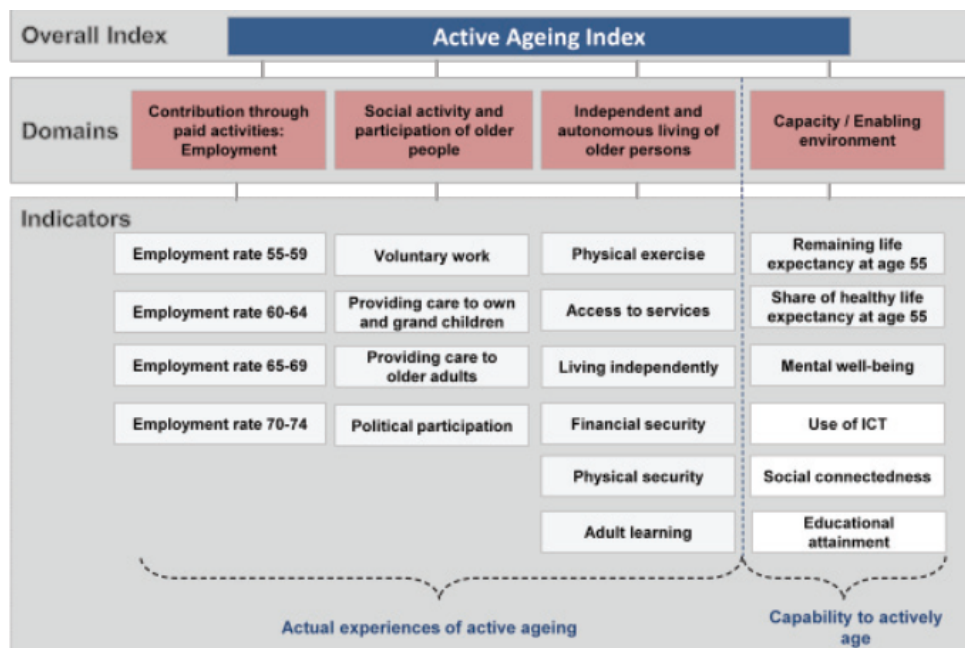 Overall Index
Active Ageing Index
Domains
Contribution through
paid activities:
Employment
Social activity and
participation of older
people
Independent and
autonomous living of
older persons
Capacity / Enabling
environment
Indicators
Employment rate 55-59
Employment rate 60-64
Employment rate 65-69
Employment rate 70-74
Voluntary work
Providing care to own
and grand children
Providing care to
older adults
Political participation
Physical exercise
Access to services
Living independently
Financial security
Physical security
Adult learning
Remaining life
expectancy at age 55
Share of healthy life
expectancy at age 55
Mental well-being
Use of ICT
Social connectedness
Educational
attainment
Actual experiences of active ageing
Capability to actively
age